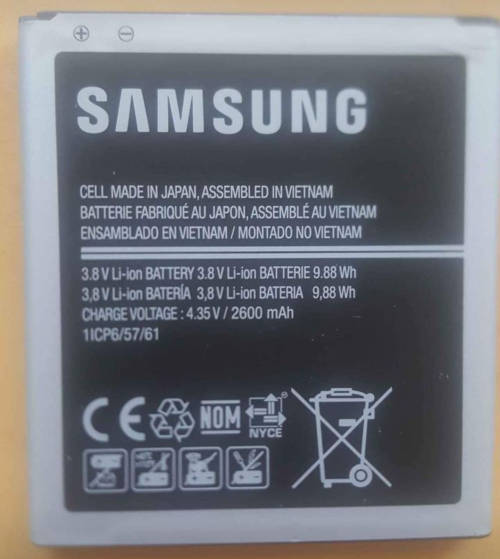 SAMSUNG
CELL MADE IN JAPAN, ASSEMBLED IN VIETNAM
BATTERIE FABRIQUÉ AU JAPON, ASSEMBLÉ AU VIETNAM
ENSAMBLADO EN VIETNAM / MONTADO NO VIETNAM
3.8 V Li-ion BATTERY 3.8 V Li-ion BATTERIE 9.88 Wh
3,8 V Li-ion BATERÍA 3,8 V Li-ion BATERIA 9,88 Wh
CHARGE VOLTAGE : 4.35 V / 2600 mAh
1ICP6/57/61
CE NOM
NYCE